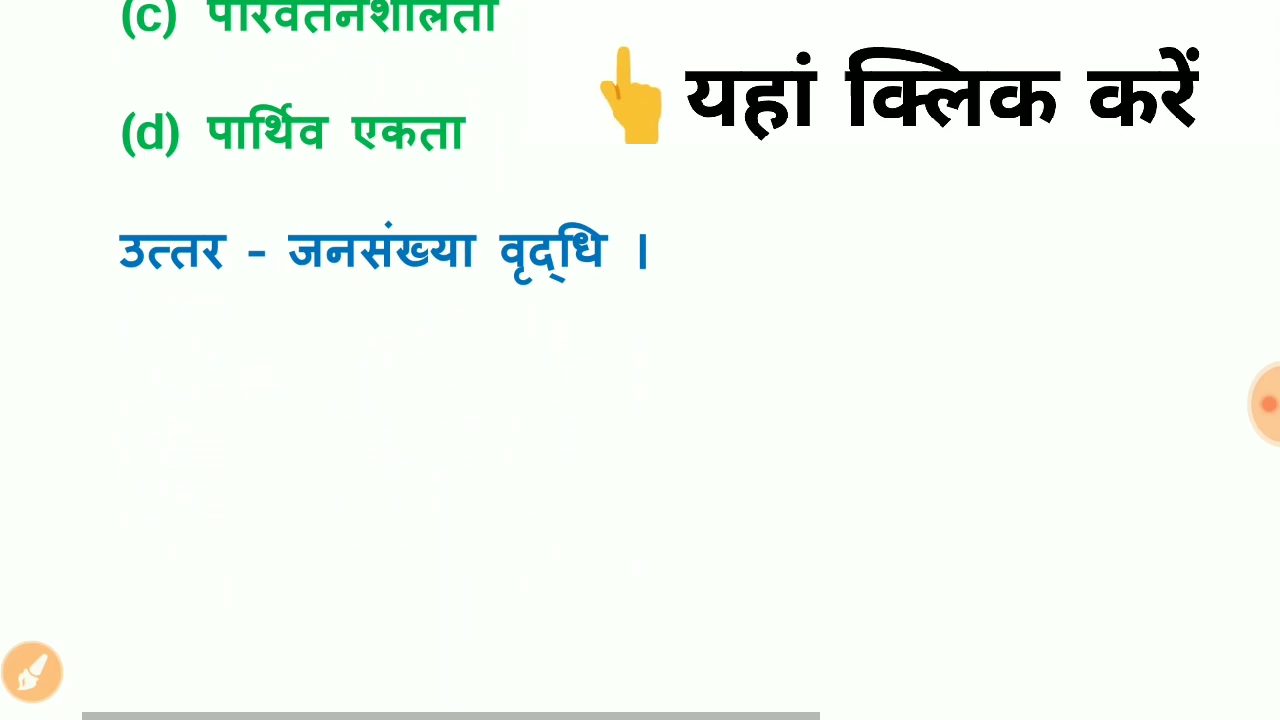 (c) परिवर्तनशीलता
यहां क्लिक करें
(d) पार्थिव एकता
उत्तर - जनसंख्या वृद्धि ।